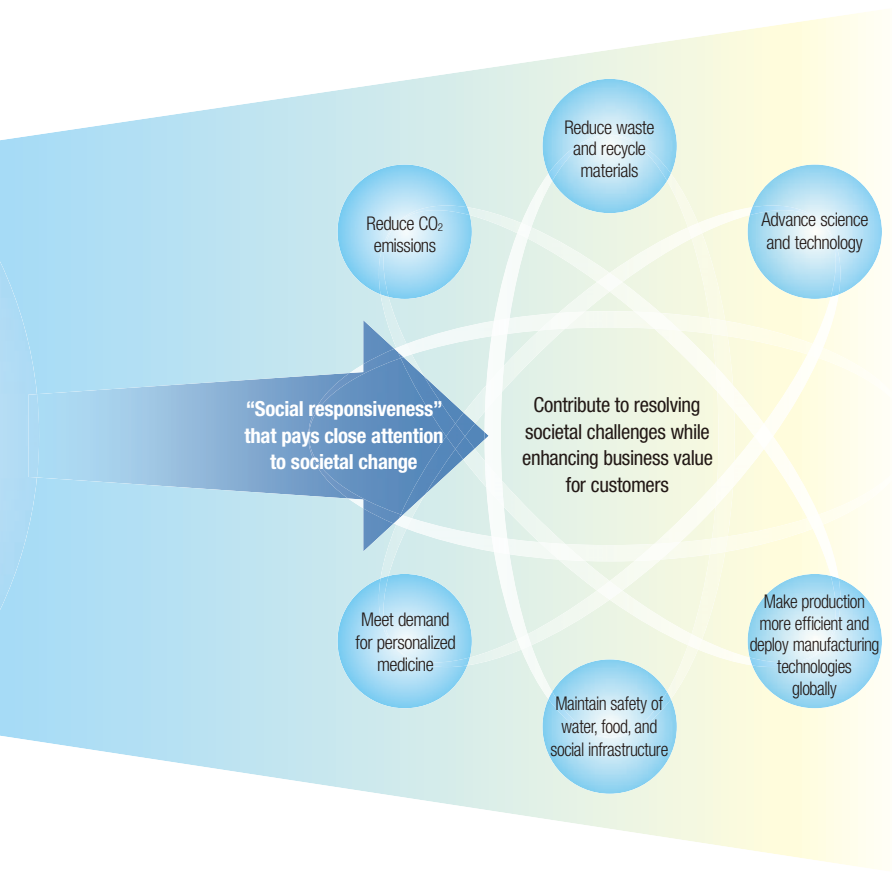 Reduce waste
and recycle
materials
Reduce CO₂
emissions
Advance science
and technology
“Social responsiveness”
that pays close attention
to societal change
Contribute to resolving
societal challenges while
enhancing business value
for customers
Meet demand
for personalized
medicine
Make production
more efficient and
deploy manufacturing
technologies
globally
Maintain safety of
water, food, and
social infrastructure